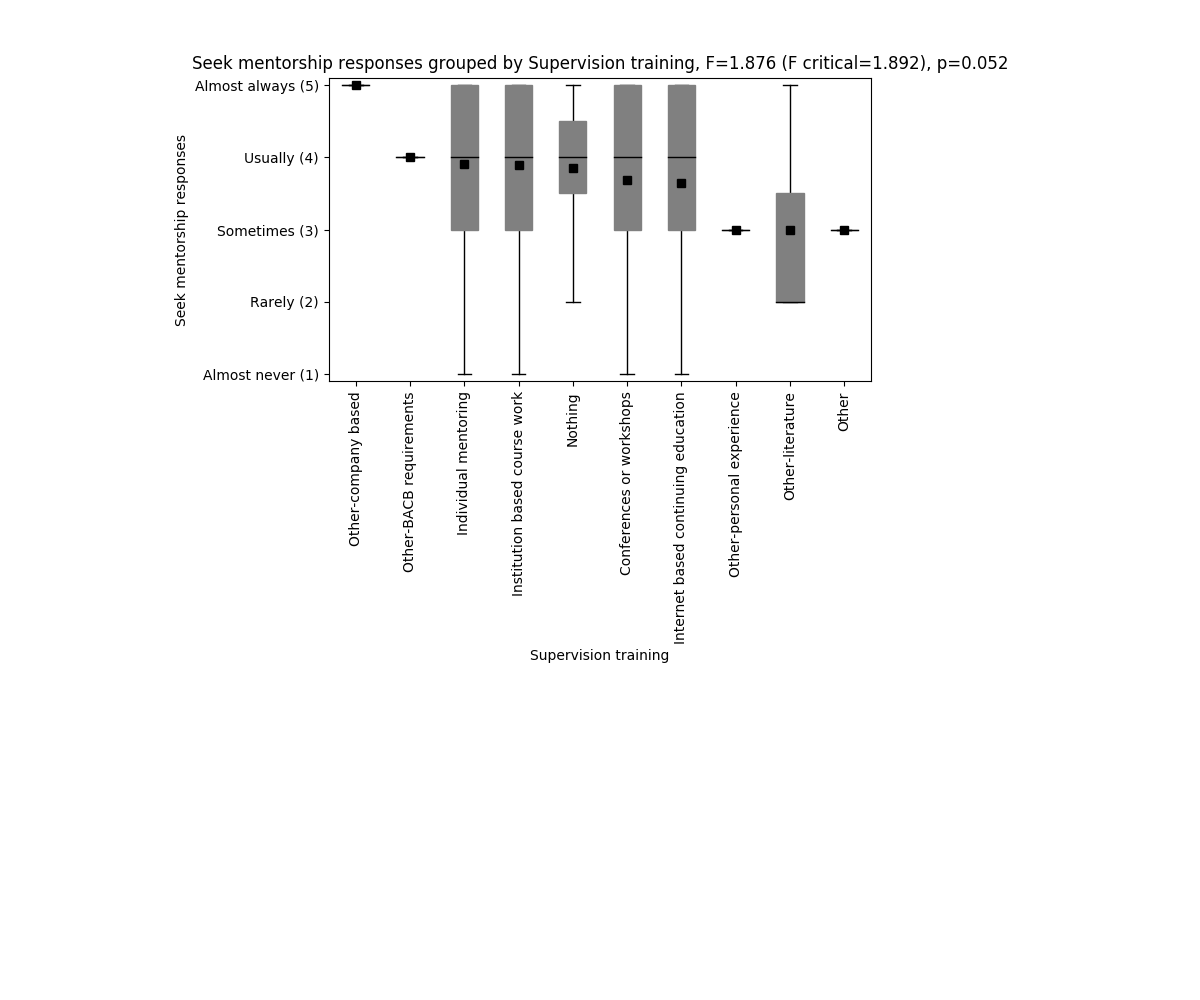 Seek mentorship responses grouped by Supervision training, F=1.876 (F critical=1.892), p=0.052
Seek mentorship responses
Almost always (5)
Usually (4)
Sometimes (3)
Rarely (2)
Almost never (1)
Other-company based
Other-BACB requirements
Individual mentoring
Institution based course work
Nothing
Conferences or workshops
Internet based continuing education
Other-personal experience
Other-literature
Other
Supervision training